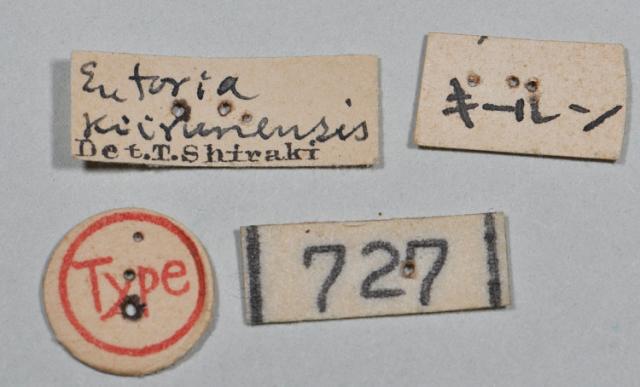 Eutoria
kiirunensis
Det.T.Shiraki
キールン
Type
727